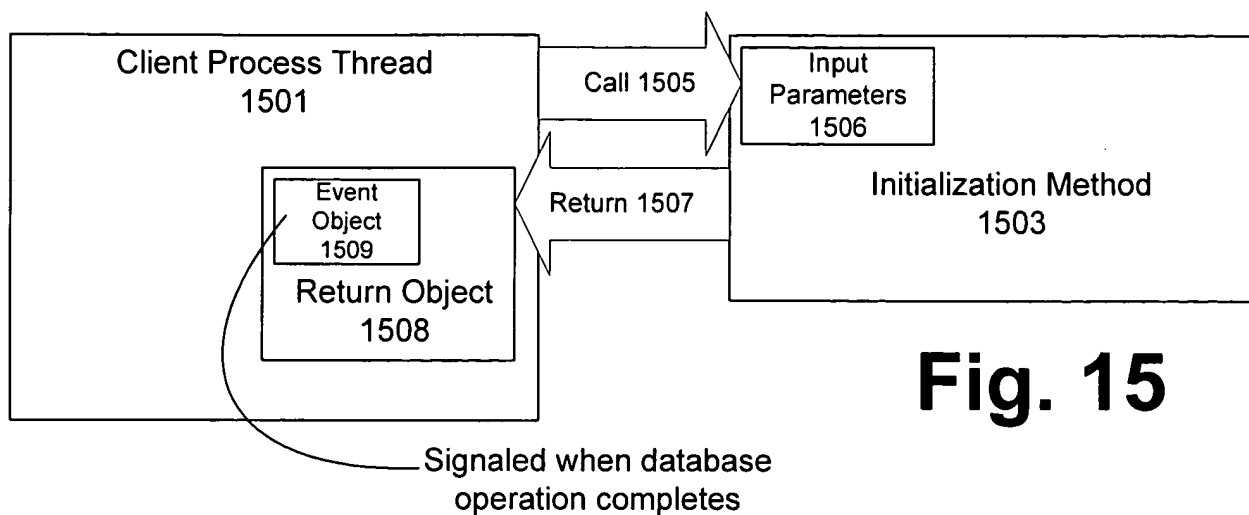 Client Process Thread
1501
Call 1505
Input
Parameters
1506
Event
Object
1509
Return Object
1508
Return 1507
Initialization Method
1503
Fig. 15
Signaled when database
operation completes